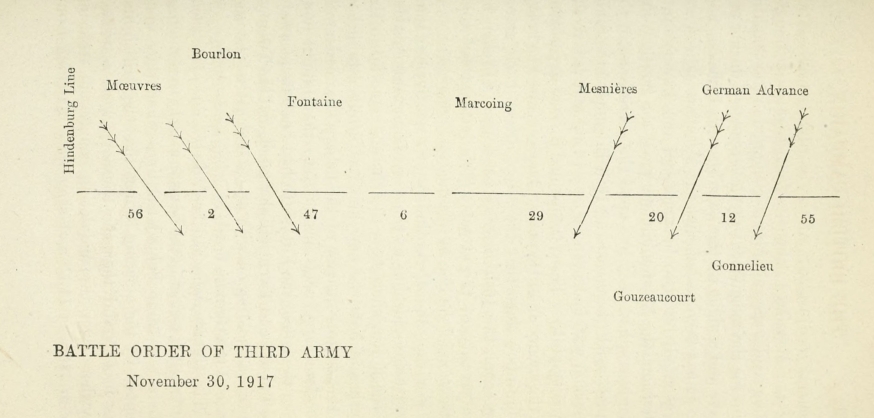 Bourlon
Hindenburg Line
Mœuvres
Fontaine
Marcoing
Mesnières
German Advance
56 2 47 6 29 20 12 55
Gonnelieu
Gouzeaucourt
BATTLE ORDER OF THIRD ARMY
November 30, 1917